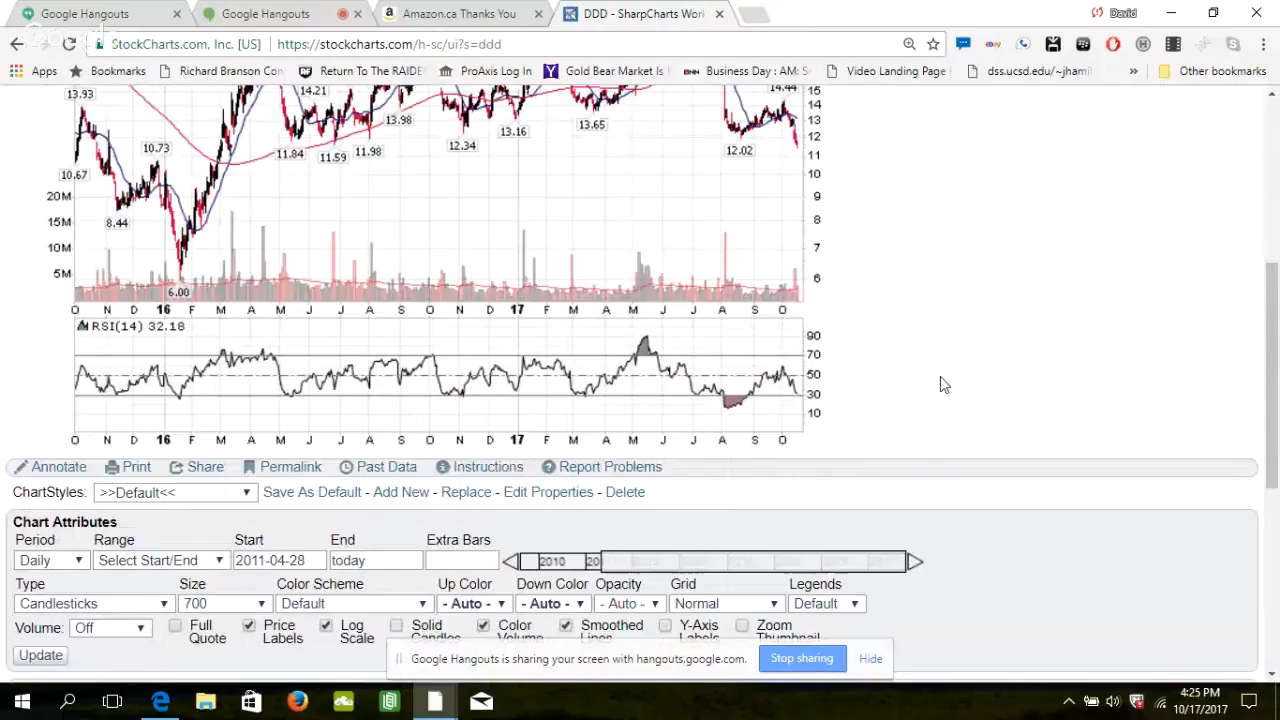 Google Hangouts
Google Hangouts
Amazon.ca Thank You
DDD - SharpCharts Work
David
StockCharts.com, Inc. [US]
https://stockcharts.com/h-sc/ui?s=ddd
Apps
Bookmarks
Richard Branson
Return To The RAIDE
ProAxis Log In
Gold Bear Market Is
BNN
Business Day : AM: S
Video Landing Page
dss.ucsd.edu/~jhami
»
Other bookmarks
13.93
14.21
14.44
15
14
13.98
13.16
13.65
13
12.34
12.02
12
10.73
11.84
11.59
11.98
11
10.67
10
20M
9
8.44
15M
8
10M
7
5M
6
6.00
O N D 16 F M A M J J A S O N D 17 F M A M J J A S O
RSI(14) 32.18
90
70
50
30
10
O N D 16 F M A M J J A S O N D 17 F M A M J J A S O
Annotate Print Share Permalink Past Data Instructions Report Problems
ChartStyles: >>Default<< Save As Default - Add New - Replace - Edit Properties - Delete
Chart Attributes
Period Range Start End Extra Bars
Daily Select Start/End 2011-04-28 today
2010 20
Type Size Color Scheme Up Color Down Color Opacity Grid Legends
Candlesticks 700 Default - Auto - - Auto - - Auto - Normal Default
Volume: Off
Full Quote
Price Labels
Log Scale
Solid Candles
Color Volume
Smoothed Lines
Y-Axis Labels
Zoom Thumbnail
Update
Google Hangouts is sharing your screen with hangouts.google.com.
Stop sharing
Hide
4:25 PM
10/17/2017